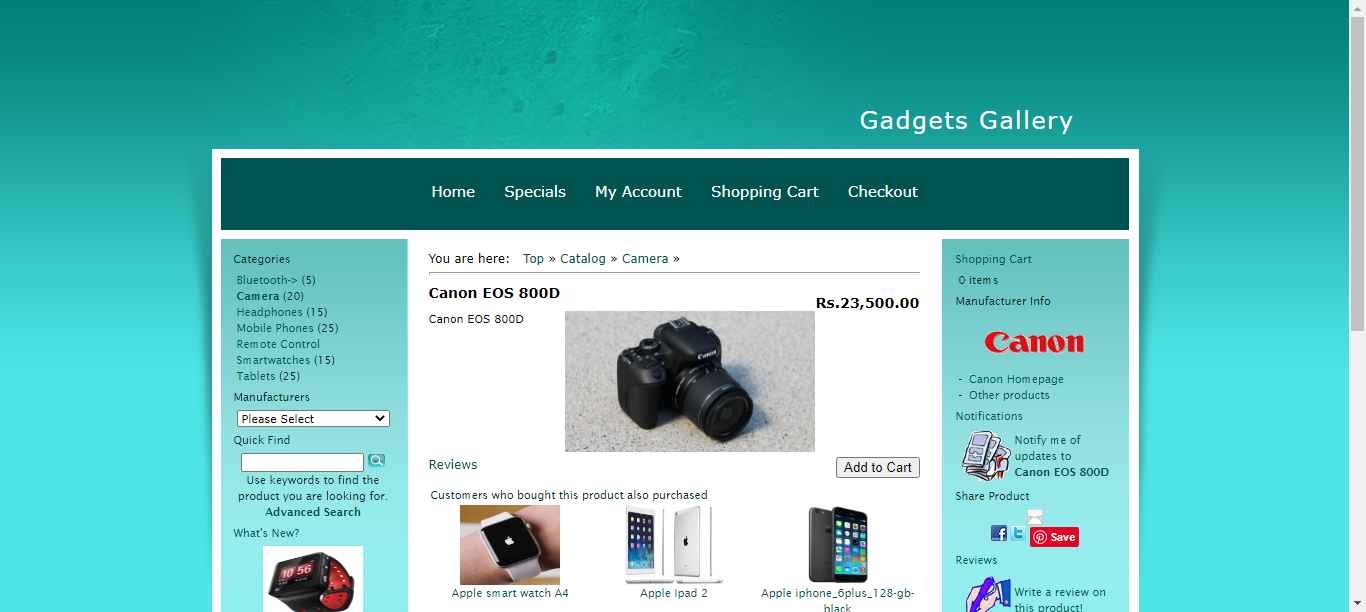 Gadgets Gallery
Home Specials My Account Shopping Cart Checkout
Categories
Bluetooth-> (5)
Camera (20)
Headphones (15)
Mobile Phones (25)
Remote Control
Smartwatches (15)
Tablets (25)
Manufacturers
Please Select
Quick Find
Use keywords to find the
product you are looking for.
Advanced Search
What's New?
10 56
You are here: Top » Catalog » Camera »
Canon EOS 800D
Rs.23,500.00
Canon EOS 800D
Canon
Reviews
Add to Cart
Customers who bought this product also purchased
Apple smart watch A4
Apple Ipad 2
Apple iphone_6plus_128-gb-
black
Shopping Cart
0 items
Manufacturer Info
Canon
- Canon Homepage
- Other products
Notifications
Notify me of
updates to
Canon EOS 800D
Share Product
Save
Reviews
Write a review on
this product!